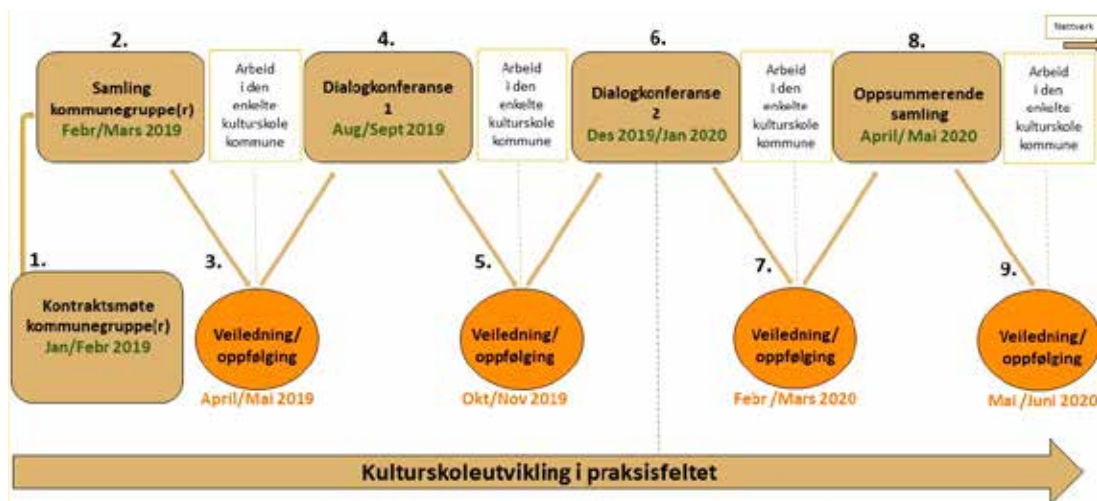 Nettverk
2.
Samling
kommunegruppe(r)
Febr/Mars 2019
Arbeid
i den
enkelte
kulturskole
kommune
4.
Dialogkonferanse
1
Aug/Sept 2019
Arbeid
i den
enkelte
kulturskole
kommune
6.
Dialogkonferanse
2
Des 2019/Jan 2020
Arbeid
i den
enkelte
kulturskole
kommune
8.
Oppsummerende
samling
April/ Mai 2020
Arbeid
i den
enkelte
kulturskole
kommune
1.
Kontraktsmøte
kommunegruppe(r)
Jan/Febr 2019
3.
Veiledning/
oppfølging
April/Mai 2019
5.
Veiledning/
oppfølging
Okt/Nov 2019
7.
Veiledning/
oppfølging
Febr /Mars 2020
9.
Veiledning/
oppfølging
Mai /Juni 2020
Kulturskoleutvikling i praksisfeltet